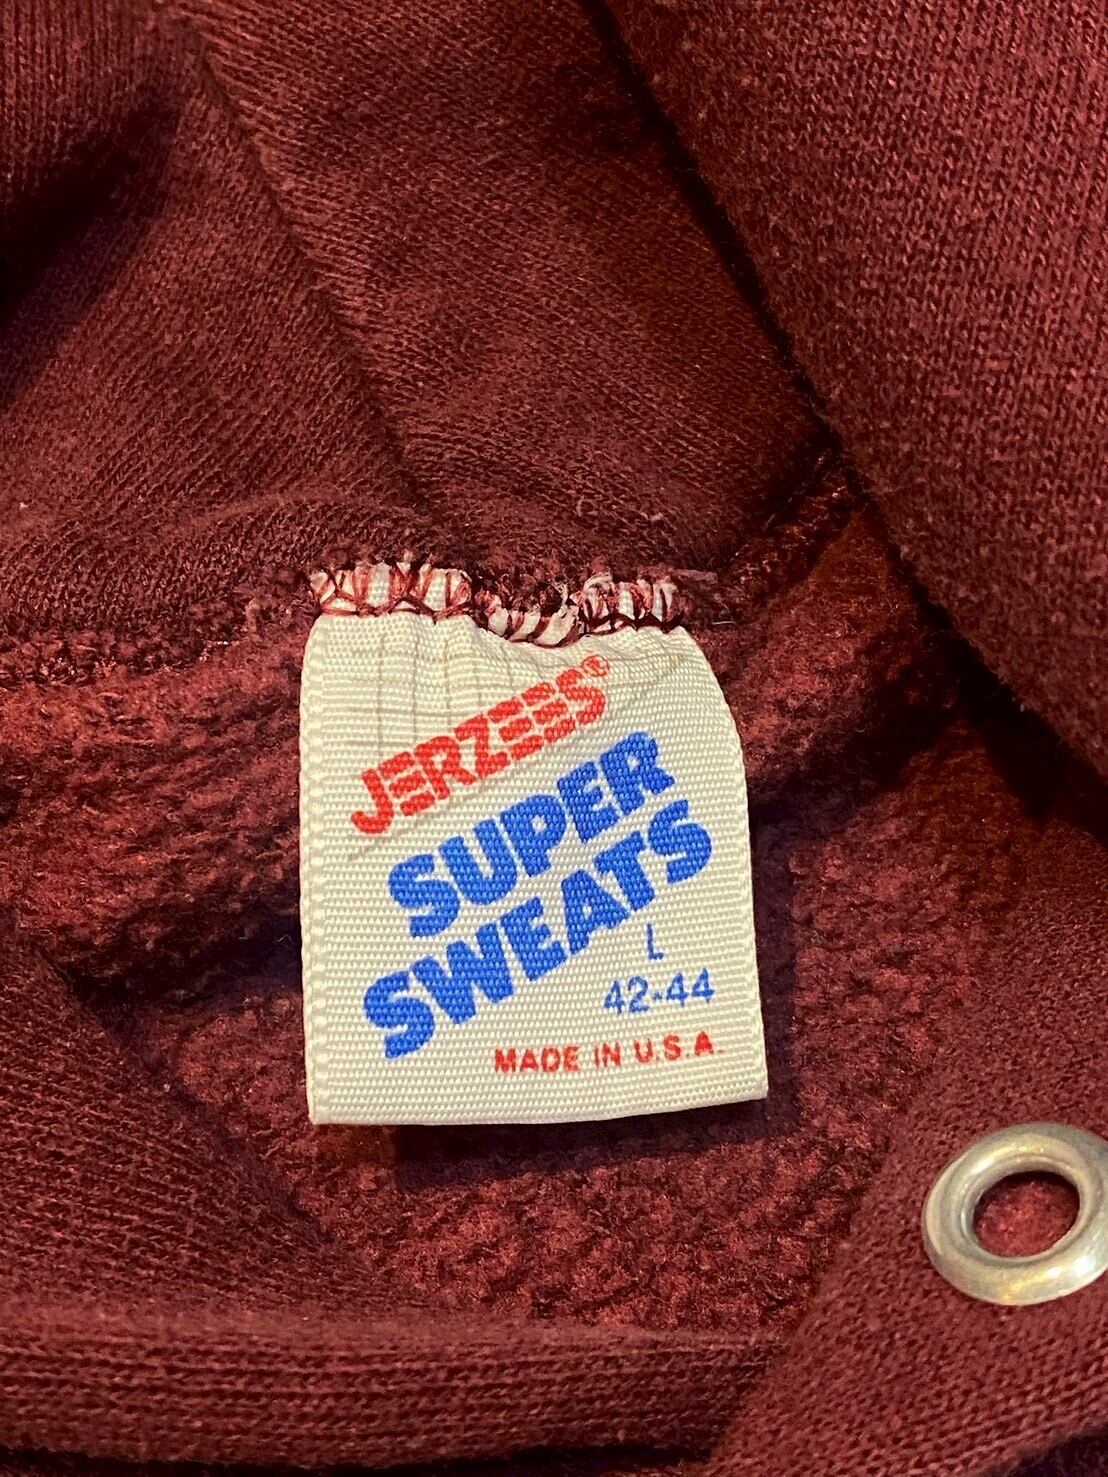 JERZEES®
SUPER
SWEATS
L
42-44
MADE IN U.S.A.